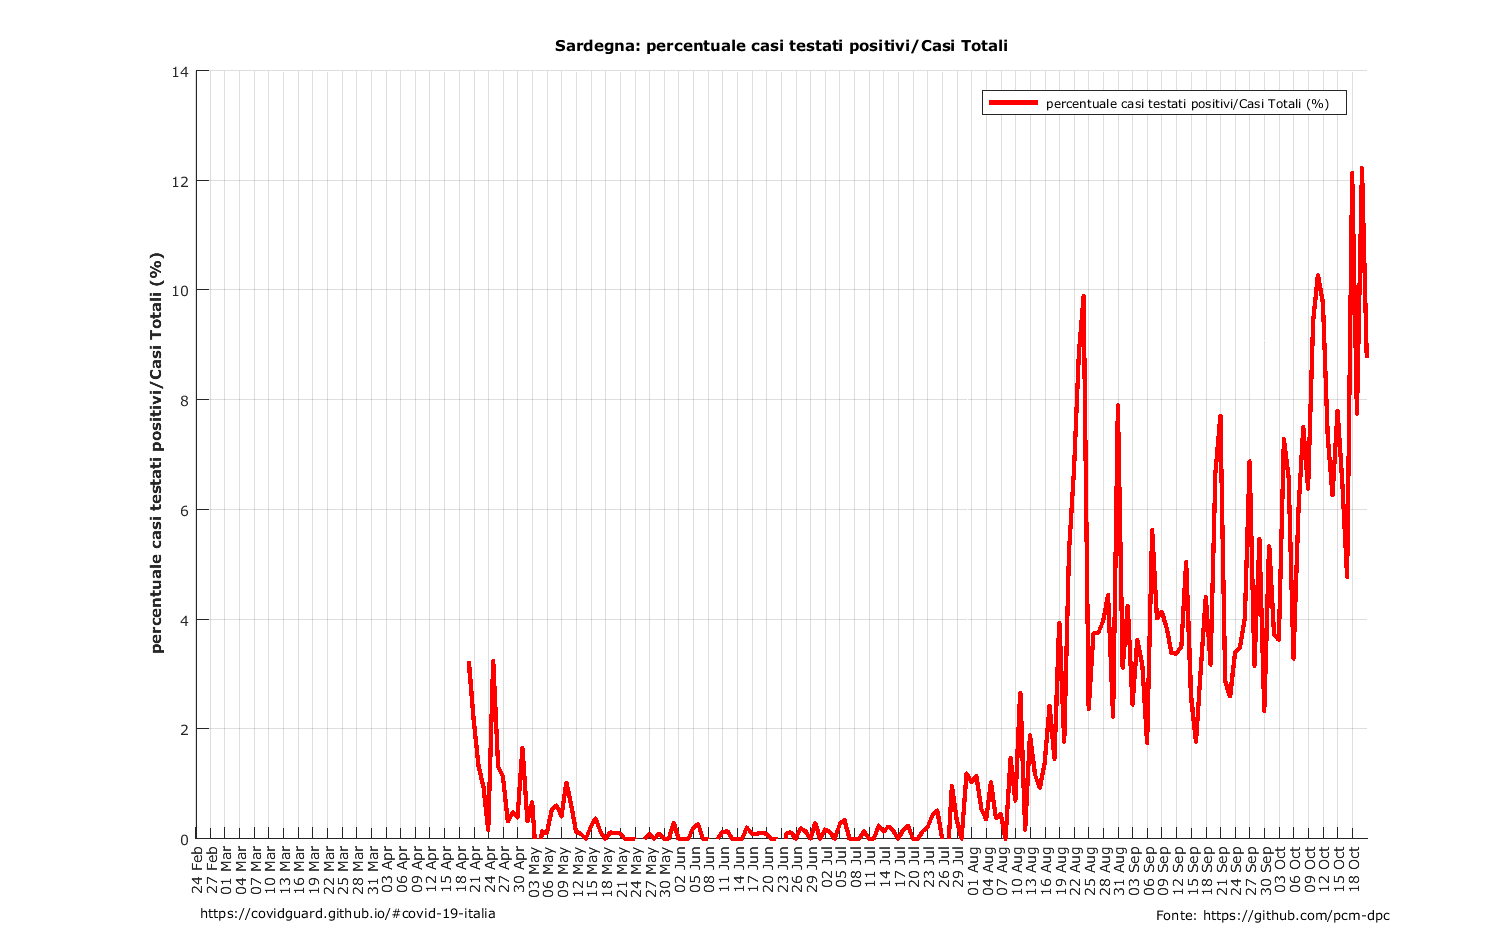 Sardegna: percentuale casi testati positivi/Casi Totali
percentuale casi testati positivi/Casi Totali (%)
percentuale casi testati positivi/Casi Totali (%)
14
12
10
8
6
4
2
0
24 Feb
27 Feb
01 Mar
04 Mar
07 Mar
10 Mar
13 Mar
16 Mar
19 Mar
22 Mar
25 Mar
28 Mar
31 Mar
03 Apr
06 Apr
09 Apr
12 Apr
15 Apr
18 Apr
21 Apr
24 Apr
27 Apr
30 Apr
03 May
06 May
09 May
12 May
15 May
18 May
21 May
24 May
27 May
30 May
02 Jun
05 Jun
08 Jun
11 Jun
14 Jun
17 Jun
20 Jun
23 Jun
26 Jun
29 Jun
02 Jul
05 Jul
08 Jul
11 Jul
14 Jul
17 Jul
20 Jul
23 Jul
26 Jul
29 Jul
01 Aug
04 Aug
07 Aug
10 Aug
13 Aug
16 Aug
19 Aug
22 Aug
25 Aug
28 Aug
31 Aug
03 Sep
06 Sep
09 Sep
12 Sep
15 Sep
18 Sep
21 Sep
24 Sep
27 Sep
30 Sep
03 Oct
06 Oct
09 Oct
12 Oct
15 Oct
18 Oct
https://covidguard.github.io/#covid-19-italia
Fonte: https://github.com/pcm-dpc